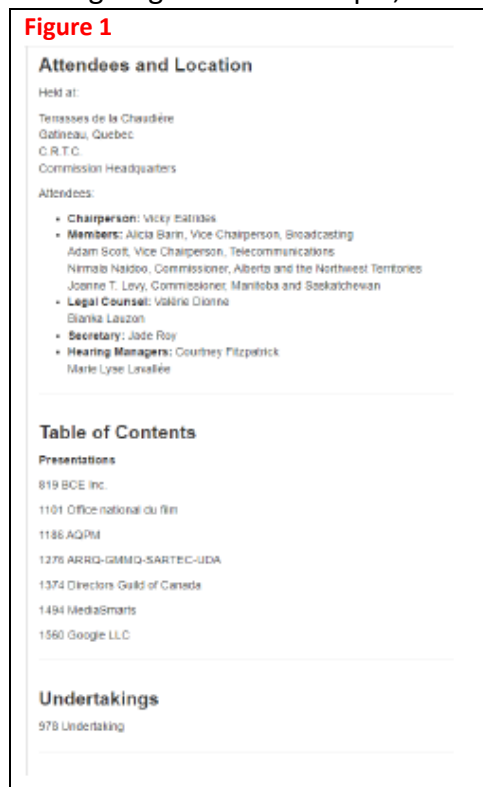 Figure 1
Attendees and Location
Held at:
Terrasses de la Chaudière
Gatineau, Quebec
C.R.T.C.
Commission Headquarters
Attendees:
• Chairperson: Vicky Eatrides
• Members: Alicia Barin, Vice Chairperson, Broadcasting
Adam Scott, Vice Chairperson, Telecommunications
Nirmala Naidoo, Commissioner, Alberta and the Northwest Territories
Joanne T. Levy, Commissioner, Manitoba and Saskatchewan
• Legal Counsel: Valérie Dionne
Bianka Lauzon
• Secretary: Jade Roy
• Hearing Managers: Courtney Fitzpatrick
Marie Lyse Lavallée
Table of Contents
Presentations
819 BCE Inc.
1101 Office national du film
1186 AQPM
1276 ARRQ-GMMQ-SARTEC-UDA
1374 Directors Guild of Canada
1494 MediaSmarts
1560 Google LLC
Undertakings
978 Undertaking